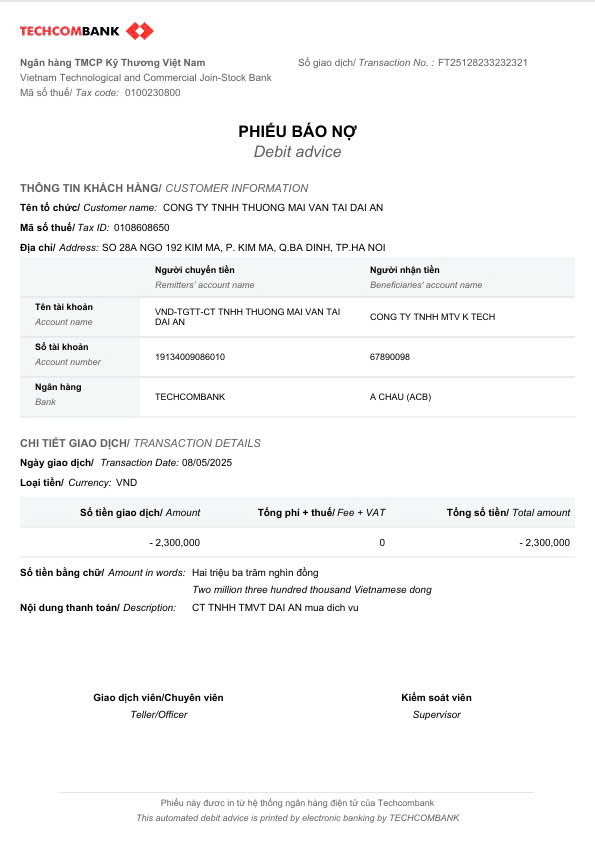 TECHCOMBANK
Ngân hàng TMCP Kỹ Thương Việt Nam
Số giao dịch/ Transaction No. : FT25128233232321
Vietnam Technological and Commercial Join-Stock Bank
Mã số thuế/ Tax code: 0100230800
PHIẾU BÁO NỢ
Debit advice
THÔNG TIN KHÁCH HÀNG/ CUSTOMER INFORMATION
Tên tổ chức/ Customer name: CONG TY TNHH THUONG MAI VAN TAI DAI AN
Mã số thuế/ Tax ID: 0108608650
Địa chỉ/ Address: SO 28A NGO 192 KIM MA, P. KIM MA, Q.BA DINH, TP.HA NOI
Người chuyển tiền Người nhận tiền
Remitters' account name Beneficiaries' account name
Tên tài khoản
Account name
VND-TGTT-CT TNHH THUONG MAI VAN TAI
DAI AN
CONG TY TNHH MTV K TECH
Số tài khoản
Account number
19134009086010 67890098
Ngân hàng
Bank
TECHCOMBANK A CHAU (ACB)
CHI TIẾT GIAO DỊCH/ TRANSACTION DETAILS
Ngày giao dịch/ Transaction Date: 08/05/2025
Loại tiền/ Currency: VND
Số tiền giao dịch/ Amount Tổng phí + thuế/ Fee + VAT Tổng số tiền/ Total amount
- 2,300,000 0 - 2,300,000
Số tiền bằng chữ/ Amount in words: Hai triệu ba trăm nghìn đồng
Two million three hundred thousand Vietnamese dong
Nội dung thanh toán/ Description: CT TNHH TMVT DAI AN mua dich vu
Giao dịch viên/Chuyên viên Kiểm soát viên
Teller/Officer Supervisor
Phiếu này được in từ hệ thống ngân hàng điện tử của Techcombank
This automated debit advice is printed by electronic banking by TECHCOMBANK